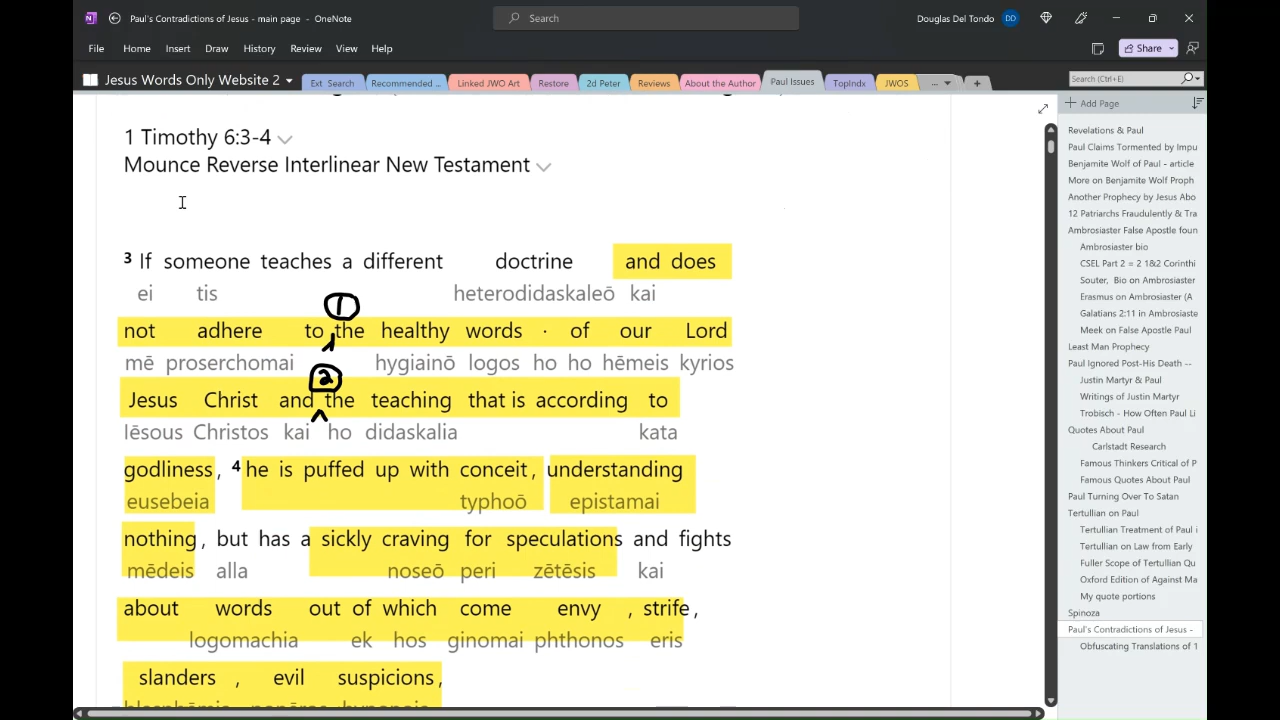 Paul's Contradictions of Jesus - main page - OneNote
Search
Douglas Del Tondo
DD
File Home Insert Draw History Review View Help
Share
Jesus Words Only Website 2
Ext Search
Recommended ...
Linked JWO Art
Restore
2d Peter
Reviews
About the Author
Paul Issues
TopIndx
JWOS
...
Search (Ctrl+E)
1 Timothy 6:3-4
Mounce Reverse Interlinear New Testament
3 If someone teaches a different doctrine and does
ei tis heterodidaskaleō kai
1
not adhere to the healthy words · of our Lord
mē proserchomai hygiainō logos ho ho hēmeis kyrios
2
Jesus Christ and the teaching that is according to
Iēsous Christos kai ho didaskalia kata
godliness, 4 he is puffed up with conceit, understanding
eusebeia typhoō epistamai
nothing, but has a sickly craving for speculations and fights
mēdeis alla noseō peri zētēsis kai
about words out of which come envy , strife,
logomachia ek hos ginomai phthonos eris
slanders , evil suspicions,
Add Page
Revelations & Paul
Paul Claims Tormented by Impu
Benjamite Wolf of Paul - article
More on Benjamite Wolf Proph
Another Prophecy by Jesus Abo
12 Patriarchs Fraudulently & Tra
Ambrosiaster False Apostle foun
Ambrosiaster bio
CSEL Part 2 = 2 1&2 Corinthi
Souter, Bio on Ambrosiaster
Erasmus on Ambrosiaster (A
Galatians 2:11 in Ambrosiaster
Meek on False Apostle Paul
Least Man Prophecy
Paul Ignored Post-His Death --
Justin Martyr & Paul
Writings of Justin Martyr
Trobisch - How Often Paul Li
Quotes About Paul
Carlstadt Research
Famous Thinkers Critical of P
Famous Quotes About Paul
Paul Turning Over To Satan
Tertullian on Paul
Tertullian Treatment of Paul i
Tertullian on Law from Early
Fuller Scope of Tertullian Qu
Oxford Edition of Against Ma
My quote portions
Spinoza
Paul's Contradictions of Jesus -
Obfuscating Translations of 1